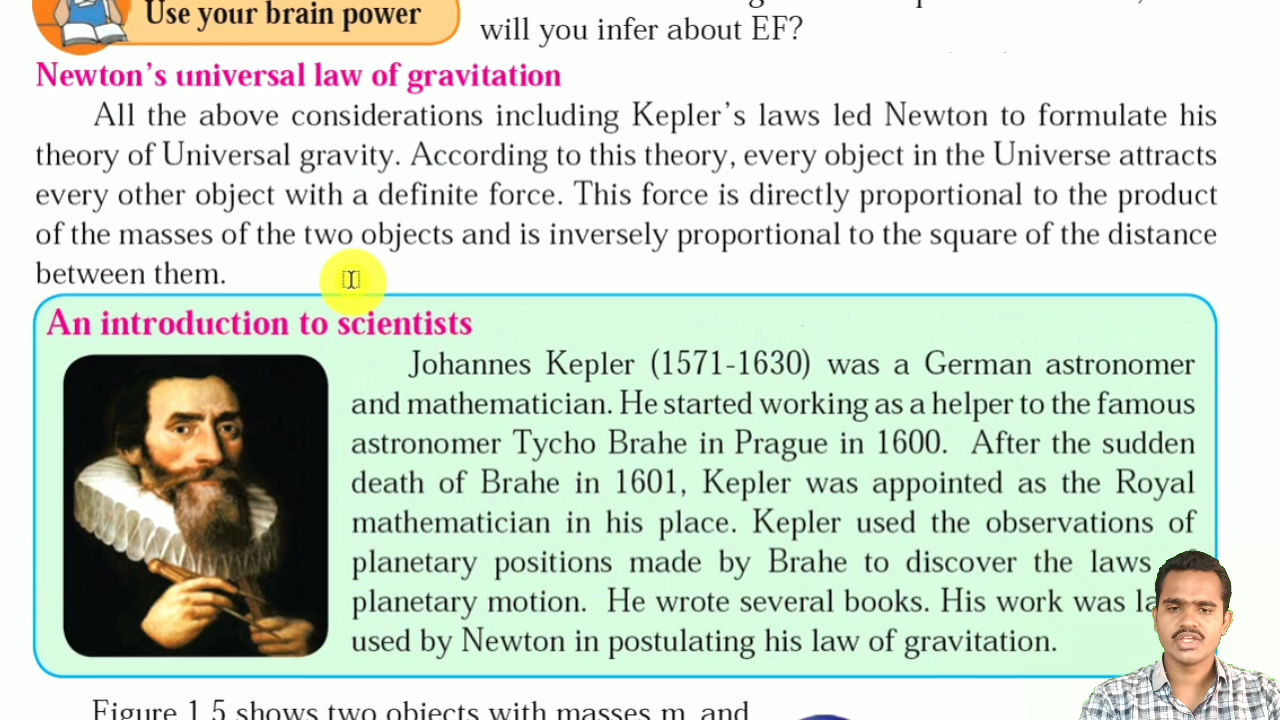 Use your brain power
will you infer about EF?
Newton's universal law of gravitation
All the above considerations including Kepler's laws led Newton to formulate his
theory of Universal gravity. According to this theory, every object in the Universe attracts
every other object with a definite force. This force is directly proportional to the product
of the masses of the two objects and is inversely proportional to the square of the distance
between them.
An introduction to scientists
Johannes Kepler (1571-1630) was a German astronomer
and mathematician. He started working as a helper to the famous
astronomer Tycho Brahe in Prague in 1600. After the sudden
death of Brahe in 1601, Kepler was appointed as the Royal
mathematician in his place. Kepler used the observations of
planetary positions made by Brahe to discover the laws
planetary motion. He wrote several books. His work was
used by Newton in postulating his law of gravitation.
Figure 1.5 shows two objects with masses m and